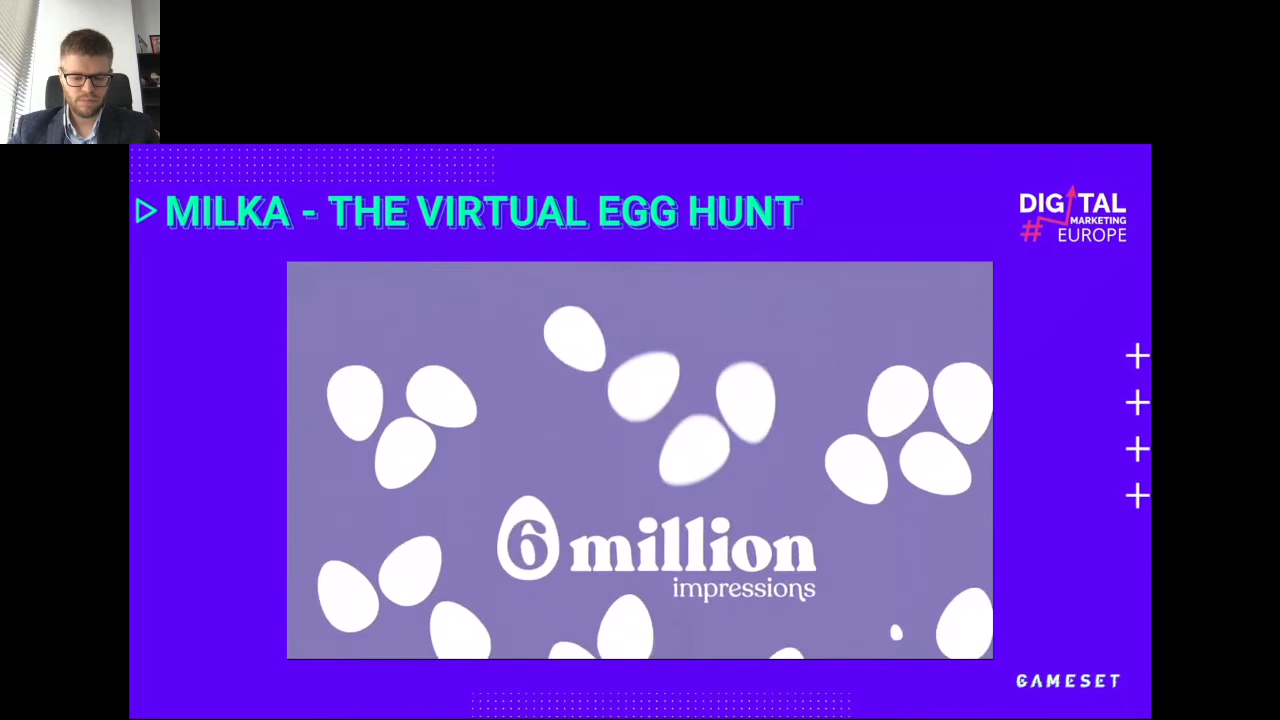 MILKA - THE VIRTUAL EGG HUNT
DIGITAL
MARKETING
# EUROPE
6 million
impressions
GAMESET